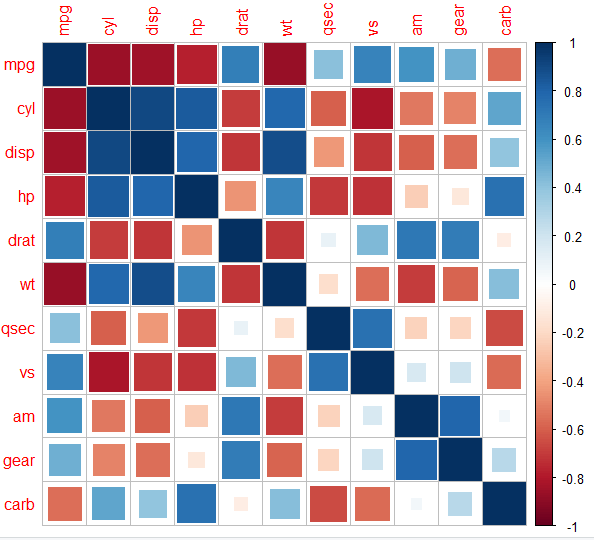 mpg cyl disp hp drat wt qsec vs am gear carb
mpg
cyl
disp
hp
drat
wt
qsec
vs
am
gear
carb
1
0.8
0.6
0.4
0.2
0
-0.2
-0.4
-0.6
-0.8
-1